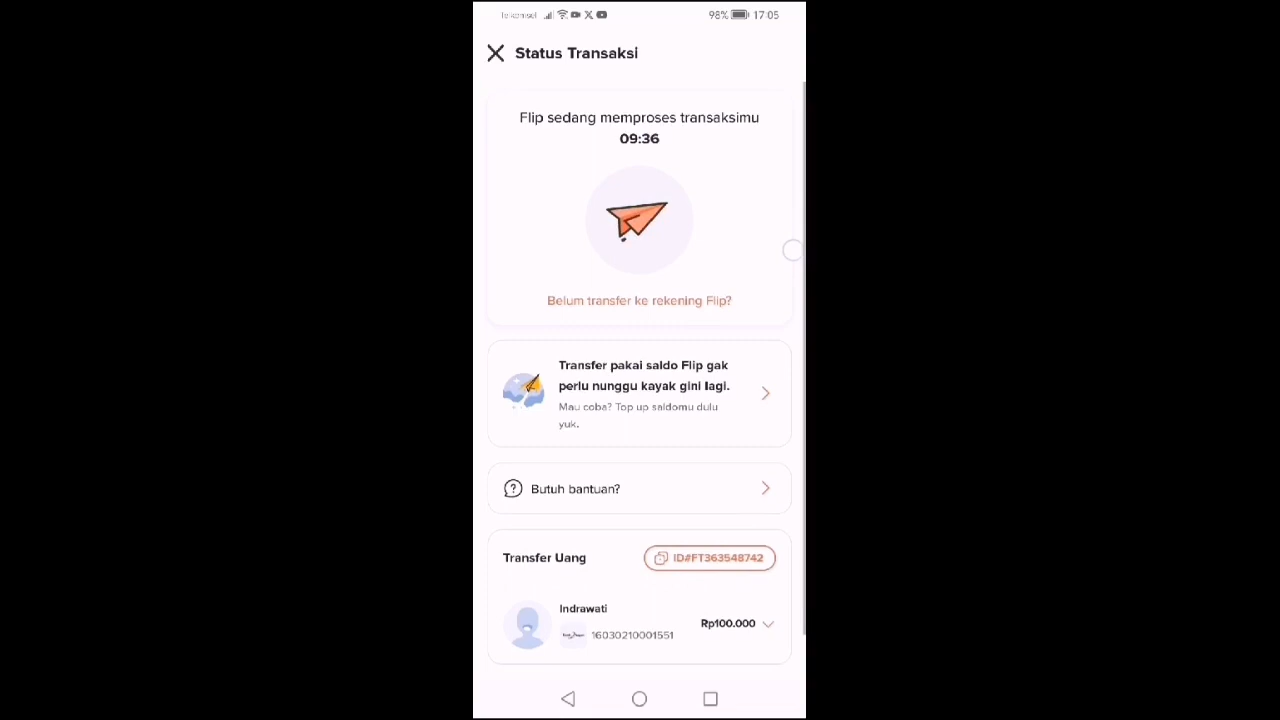 Telkomsel 98% 17:05
Status Transaksi
Flip sedang memproses transaksimu
09:36
Belum transfer ke rekening Flip?
Transfer pakai saldo Flip gak
perlu nunggu kayak gini lagi.
Mau coba? Top up saldomu dulu
yuk.
Butuh bantuan?
Transfer Uang ID#FT363548742
Indrawati
16030210001551 Rp100.000